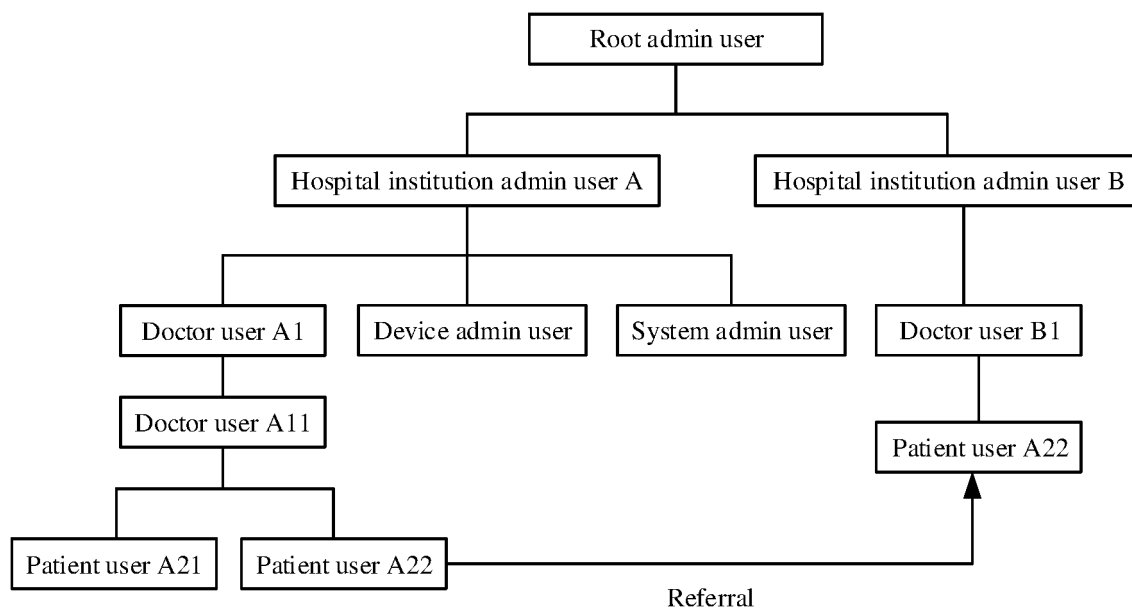 Root admin user
Hospital institution admin user A
Hospital institution admin user B
Doctor user A1
Device admin user
System admin user
Doctor user B1
Doctor user A11
Patient user A22
Patient user A21
Patient user A22
Referral